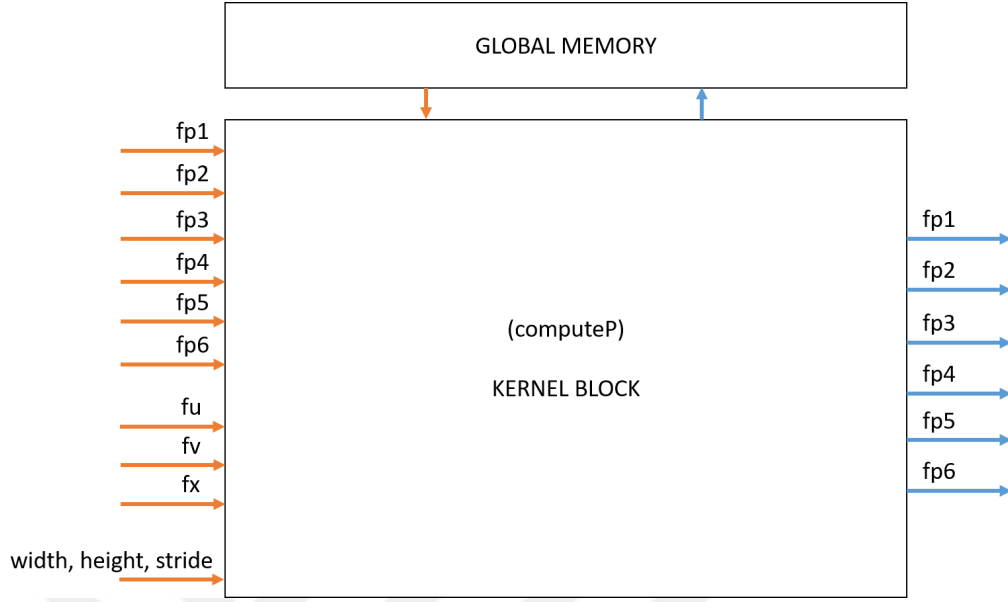 GLOBAL MEMORY
fp1
fp2
fp3
fp4
fp5
fp6
fu
fv
fx
width, height, stride
(computeP)
KERNEL BLOCK
fp1
fp2
fp3
fp4
fp5
fp6